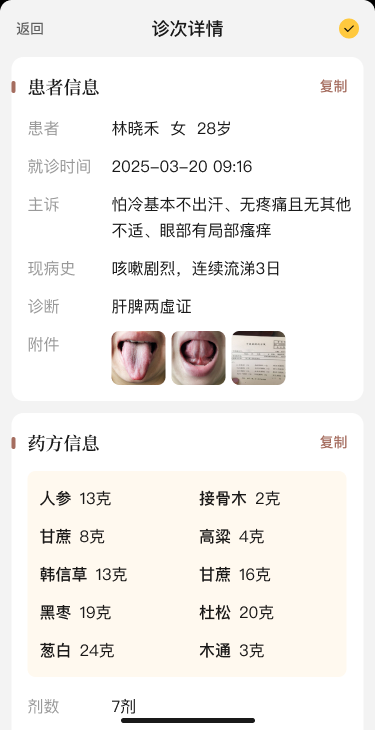 返回
诊次详情
患者信息
复制
患者 林晓禾 女 28岁
就诊时间 2025-03-20 09:16
主诉 怕冷基本不出汗、无疼痛且无其他
不适、眼部有局部瘙痒
现病史 咳嗽剧烈，连续流涕3日
诊断 肝脾两虚证
附件
药方信息
复制
人参 13克 接骨木 2克
甘蔗 8克 高粱 4克
韩信草 13克 甘蔗 16克
黑枣 19克 杜松 20克
葱白 24克 木通 3克
剂数 7剂